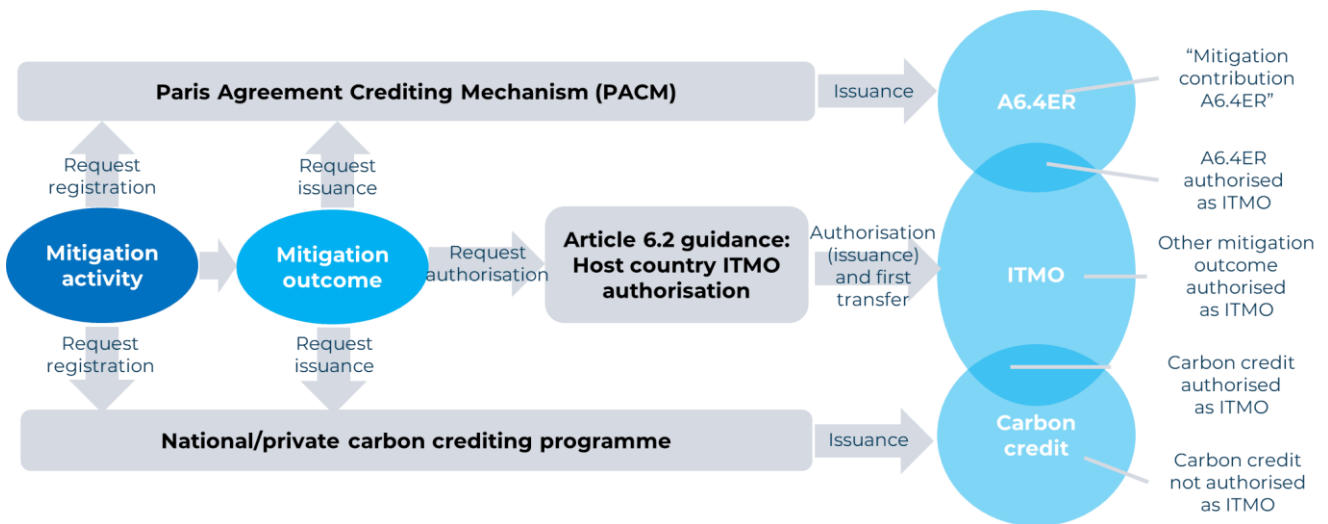 Paris Agreement Crediting Mechanism (PACM)
Issuance
A6.4ER
“Mitigation
contribution
A6.4ER”
Request
registration
Request
issuance
A6.4ER
authorised
as ITMO
Mitigation
activity
Mitigation
outcome
Request
authorisation
Article 6.2 guidance:
Host country ITMO
authorisation
Authorisation
(issuance)
and first
transfer
ITMO
Other mitigation
outcome
authorised
as ITMO
Request
registration
Request
issuance
Carbon credit
authorised
as ITMO
National/private carbon crediting programme
Issuance
Carbon
credit
Carbon credit
not authorised
as ITMO